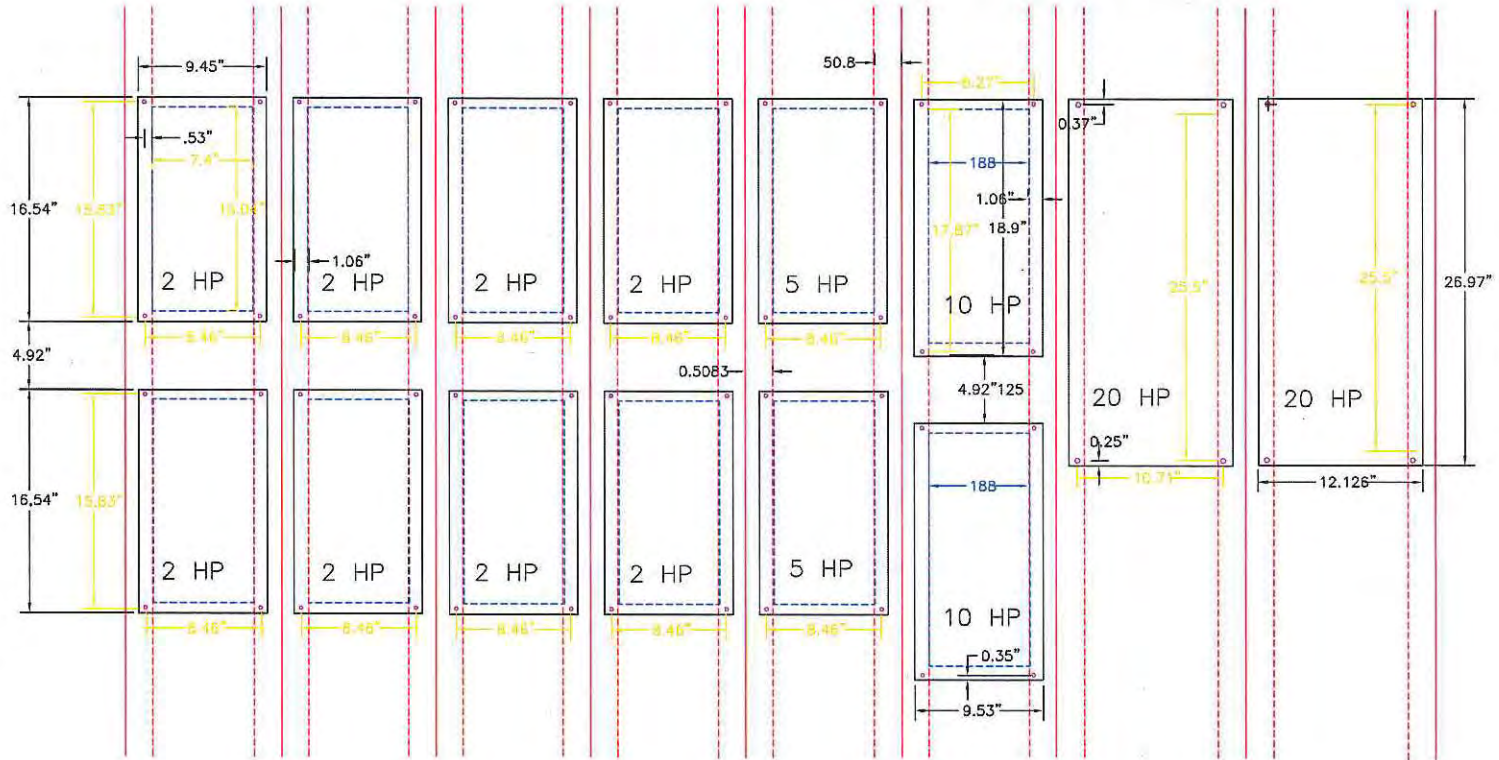 50.8
9.45"
8.27"
0.37"
.53"
7.4"
188
1.06"
16.54"
15.83"
15.04"
17.87"
18.9"
1.06"
25.5"
25.5"
26.97"
2 HP
2 HP
2 HP
2 HP
5 HP
10 HP
8.46"
8.46"
8.46"
8.46"
8.46"
4.92"
0.5083
4.92"125
20 HP
20 HP
0.25"
10.71"
12.126"
16.54"
15.83"
188
2 HP
2 HP
2 HP
2 HP
5 HP
10 HP
8.46"
8.46"
8.46"
8.46"
8.46"
0.35"
9.53"